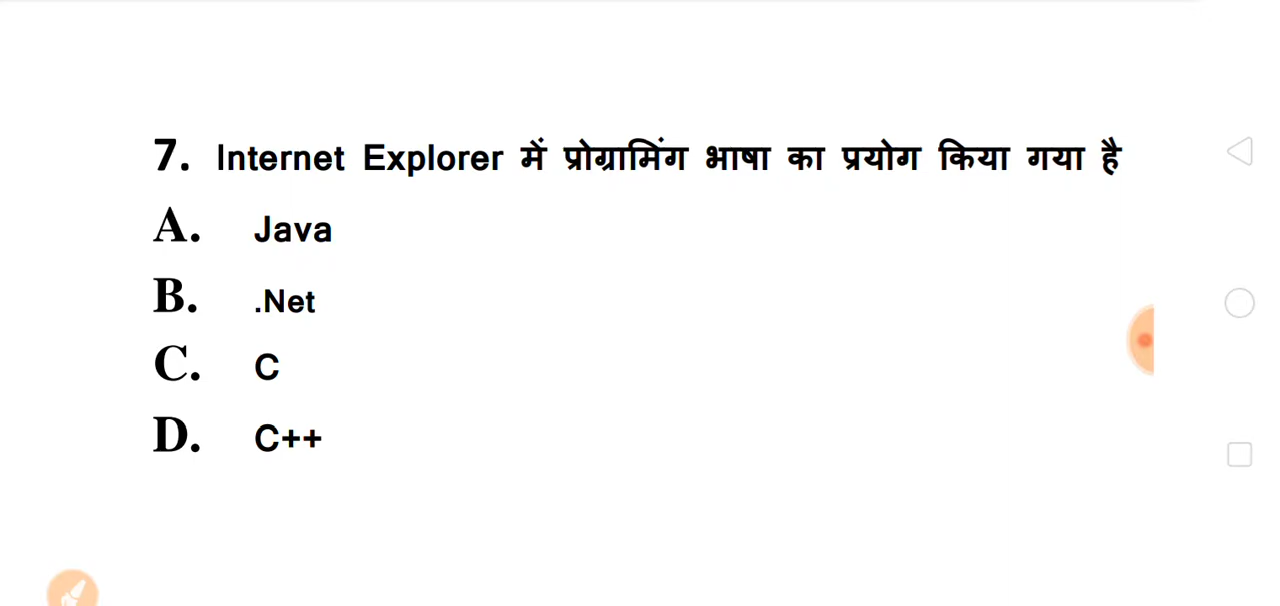 7. Internet Explorer में प्रोग्रामिंग भाषा का प्रयोग किया गया है
A. Java
B. .Net
C. C
D. C++